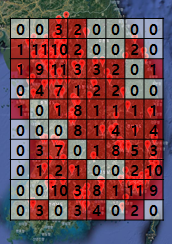 0 0 3 2 0 0 0 0
1 11 10 2 0 0 2 0
1 9 11 3 3 2 0 1
0 4 7 1 2 2 0 0
1 0 1 8 1 1 1 1
0 0 0 8 1 4 1 4
0 3 7 0 1 8 5 3
0 1 2 1 0 0 2 10
0 0 10 3 8 1 11 9
0 3 0 3 4 0 2 0